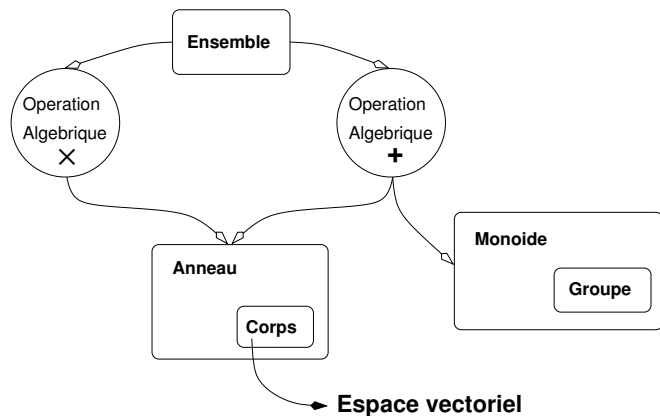 Ensemble
Operation
Algebrique
×
Operation
Algebrique
+
Monoide
Groupe
Anneau
Corps
Espace vectoriel